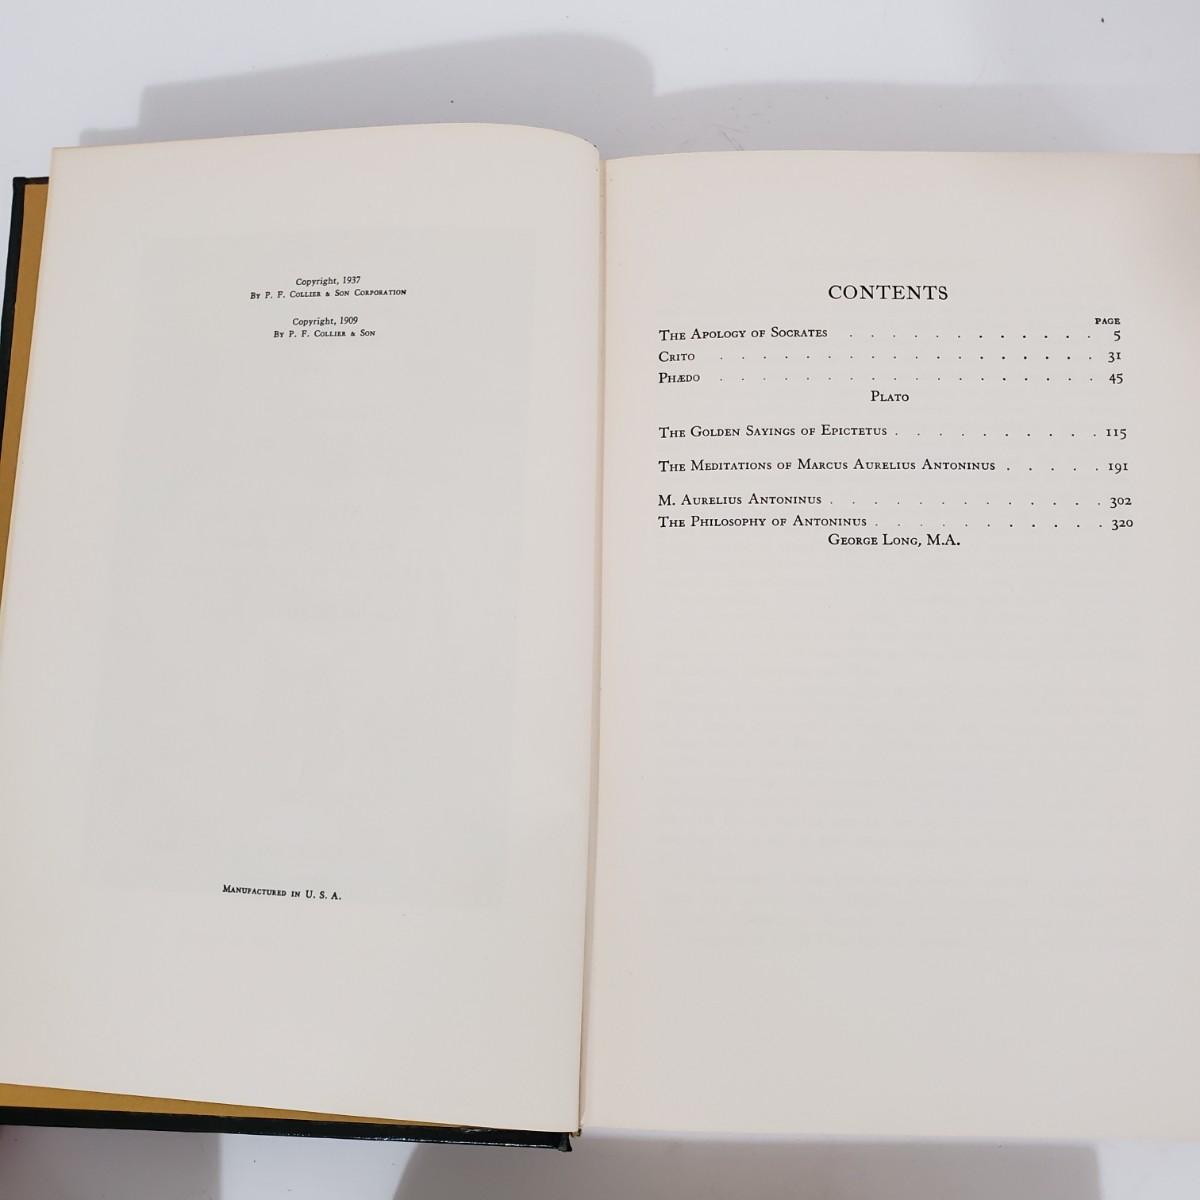 Copyright, 1937
By P. F. Collier & Son Corporation
Copyright, 1909
By P. F. Collier & Son
Manufactured in U. S. A.
CONTENTS
PAGE
The Apology of Socrates . . . . . . . . . . . . 5
Crito . . . . . . . . . . . . . . . . . . 31
Phædo . . . . . . . . . . . . . . . . . . 45
Plato
The Golden Sayings of Epictetus . . . . . . . . . . 115
The Meditations of Marcus Aurelius Antoninus . . . . . 191
M. Aurelius Antoninus . . . . . . . . . . . . . 302
The Philosophy of Antoninus . . . . . . . . . . . 320
George Long, M.A.